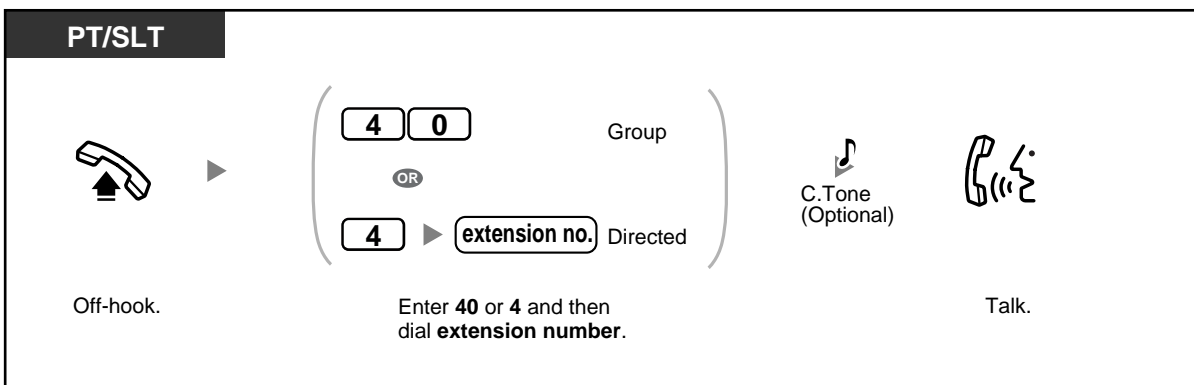 PT/SLT
4 0 Group
OR
4 extension no. Directed
C.Tone
(Optional)
Off-hook.
Enter 40 or 4 and then
dial extension number.
Talk.